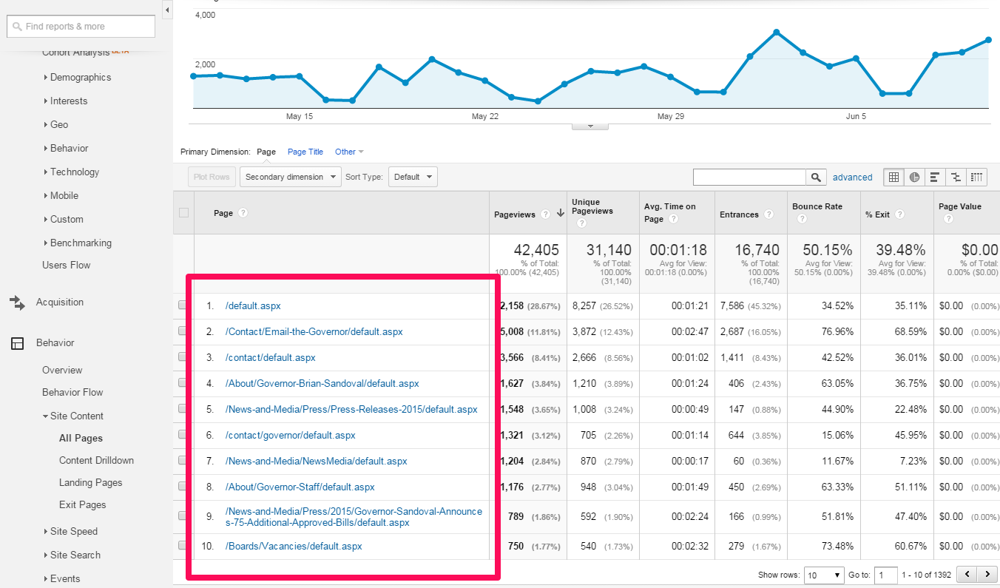 4,000
2,000
May 15
May 22
May 29
Jun 5
Find reports & more
Cohort Analysis BETA
Demographics
Interests
Geo
Behavior
Technology
Mobile
Custom
Benchmarking
Users Flow
Acquisition
Behavior
Overview
Behavior Flow
Site Content
All Pages
Content Drilldown
Landing Pages
Exit Pages
Site Speed
Site Search
Events
Primary Dimension: Page Page Title Other
Plot Rows Secondary dimension Sort Type: Default advanced
Page ? Pageviews ? Unique Pageviews ? Avg. Time on Page ? Entrances ? Bounce Rate ? % Exit ? Page Value ?
42,405 31,140 00:01:18 16,740 50.15% 39.48% $0.00
% of Total: 100.00% (42,405) % of Total: 100.00% (31,140) Avg for View: 00:01:18 (0.00%) % of Total: 100.00% (16,740) Avg for View: 50.15% (0.00%) Avg for View: 39.48% (0.00%) % of Total: 0.00% ($0.00)
1. /default.aspx 2,158 (28.67%) 8,257 (26.52%) 00:01:21 7,586 (45.32%) 34.52% 35.11% $0.00 (0.00%)
2. /Contact/Email-the-Governor/default.aspx 5,008 (11.81%) 3,872 (12.43%) 00:02:47 2,687 (16.05%) 76.96% 68.59% $0.00 (0.00%)
3. /contact/default.aspx 3,566 (8.41%) 2,666 (8.56%) 00:01:02 1,411 (8.43%) 42.52% 36.01% $0.00 (0.00%)
4. /About/Governor-Brian-Sandoval/default.aspx 1,627 (3.84%) 1,210 (3.89%) 00:01:24 406 (2.43%) 63.05% 36.75% $0.00 (0.00%)
5. /News-and-Media/Press/Press-Releases-2015/default.aspx 1,548 (3.65%) 1,008 (3.24%) 00:00:49 147 (0.88%) 44.90% 22.48% $0.00 (0.00%)
6. /contact/governor/default.aspx 1,321 (3.12%) 705 (2.26%) 00:01:14 644 (3.85%) 15.06% 45.95% $0.00 (0.00%)
7. /News-and-Media/NewsMedia/default.aspx 1,204 (2.84%) 870 (2.79%) 00:00:17 60 (0.36%) 11.67% 7.23% $0.00 (0.00%)
8. /About/Governor-Staff/default.aspx 1,176 (2.77%) 948 (3.04%) 00:01:49 450 (2.69%) 63.33% 51.11% $0.00 (0.00%)
9. /News-and-Media/Press/2015/Governor-Sandoval-Announce
s-75-Additional-Approved-Bills/default.aspx 789 (1.86%) 592 (1.90%) 00:02:24 166 (0.99%) 51.81% 47.40% $0.00 (0.00%)
10. /Boards/Vacancies/default.aspx 750 (1.77%) 540 (1.73%) 00:02:32 279 (1.67%) 73.48% 60.67% $0.00 (0.00%)
Show rows: 10 Go to: 1 1 - 10 of 1392